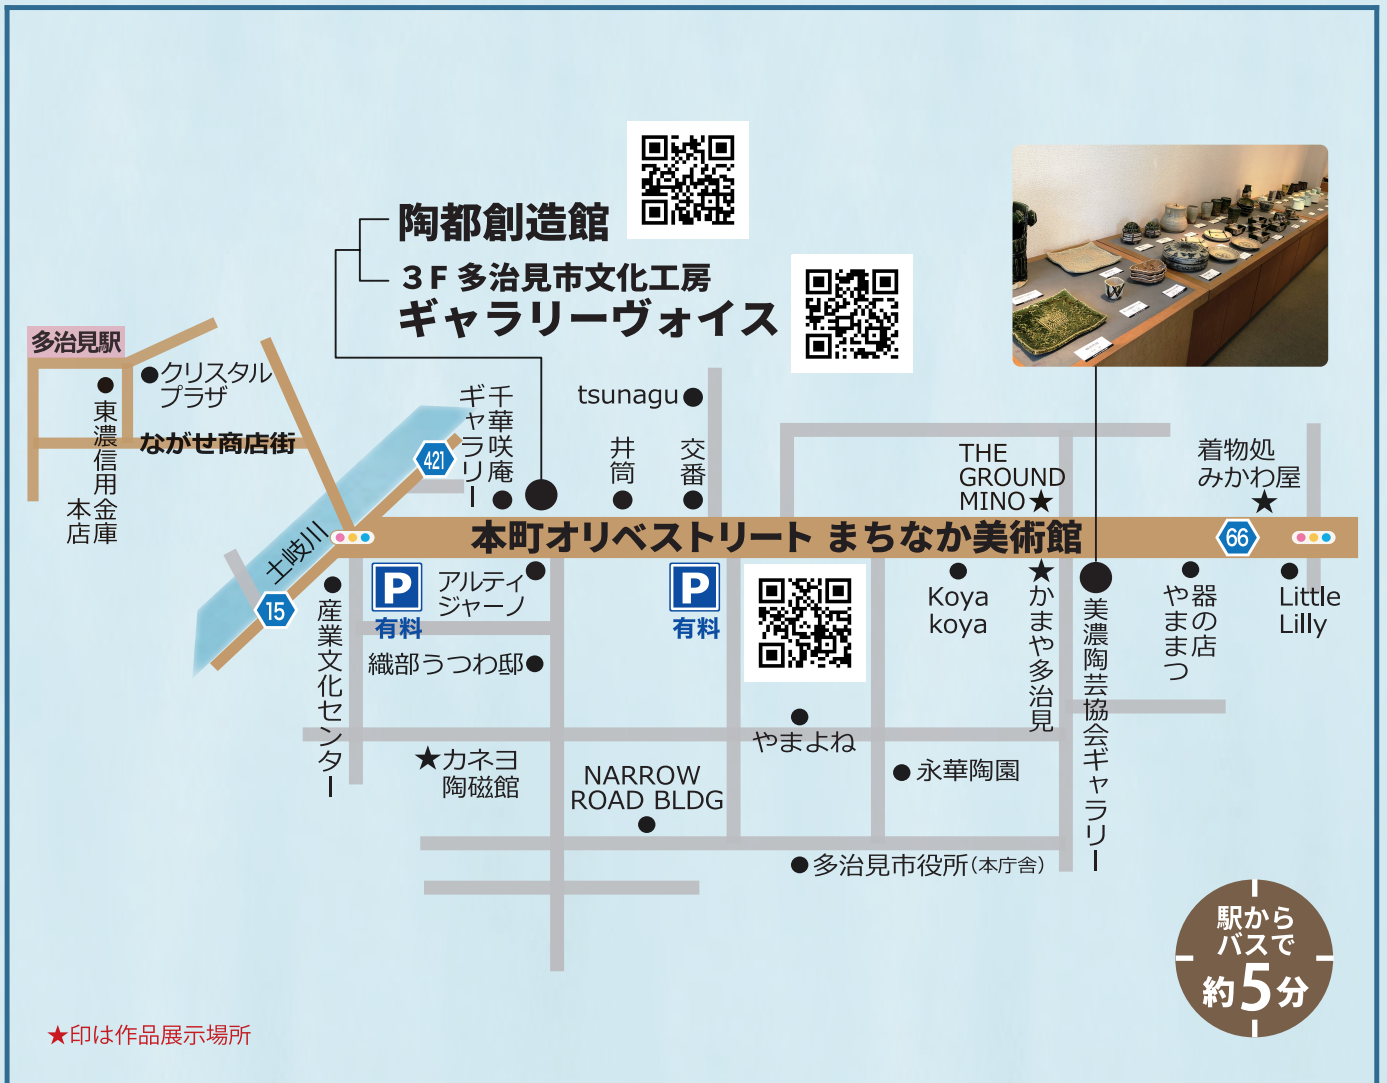 陶都創造館
3F 多治見市文化工房
ギャラリーヴォイス
多治見駅
クリスタル
プラザ
東濃信用金庫
本店
ながせ商店街
421
土岐川
15
千華咲庵
ギャラリー
tsunagu
井筒
交番
THE
GROUND
MINO★
着物処
みかわ屋
★
本町オリベストリート まちなか美術館
66
産業文化センター
P
有料
アルティ
ジャーノ
織部うつわ邸
P
有料
Koya
koya
★かまや多治見
美濃陶芸協会ギャラリー
器の店
やままつ
Little
Lilly
★カネヨ
陶磁館
NARROW
ROAD BLDG
やまよね
永華陶園
多治見市役所(本庁舎)
駅から
バスで
約5分
★印は作品展示場所